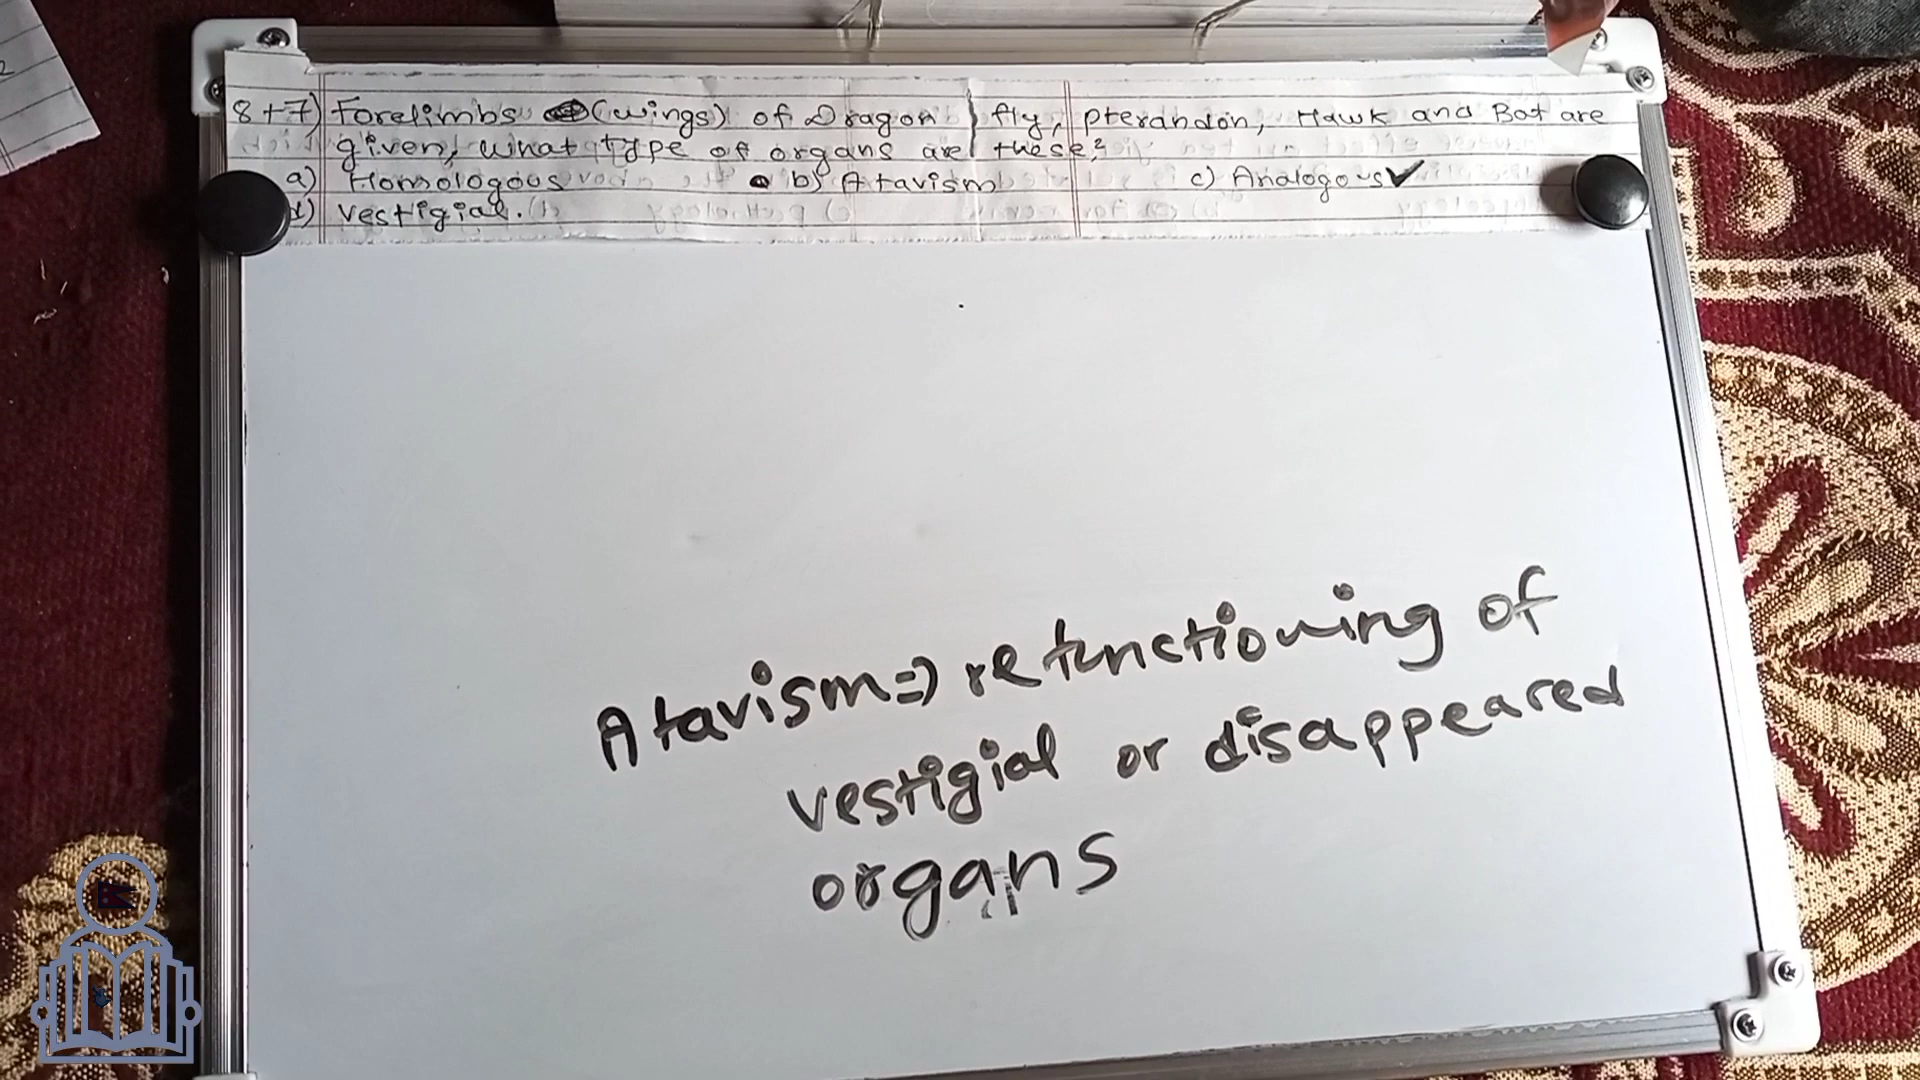 8+7) Forelimbs (wings) of Dragon fly, pterandon, Hawk and Bat are
given, what type of organs are these?
a) Homologous b) Atavism c) Analogous✓
d) vestigial.
Atavism=) refunctioning of
vestigial or disappeared
organs